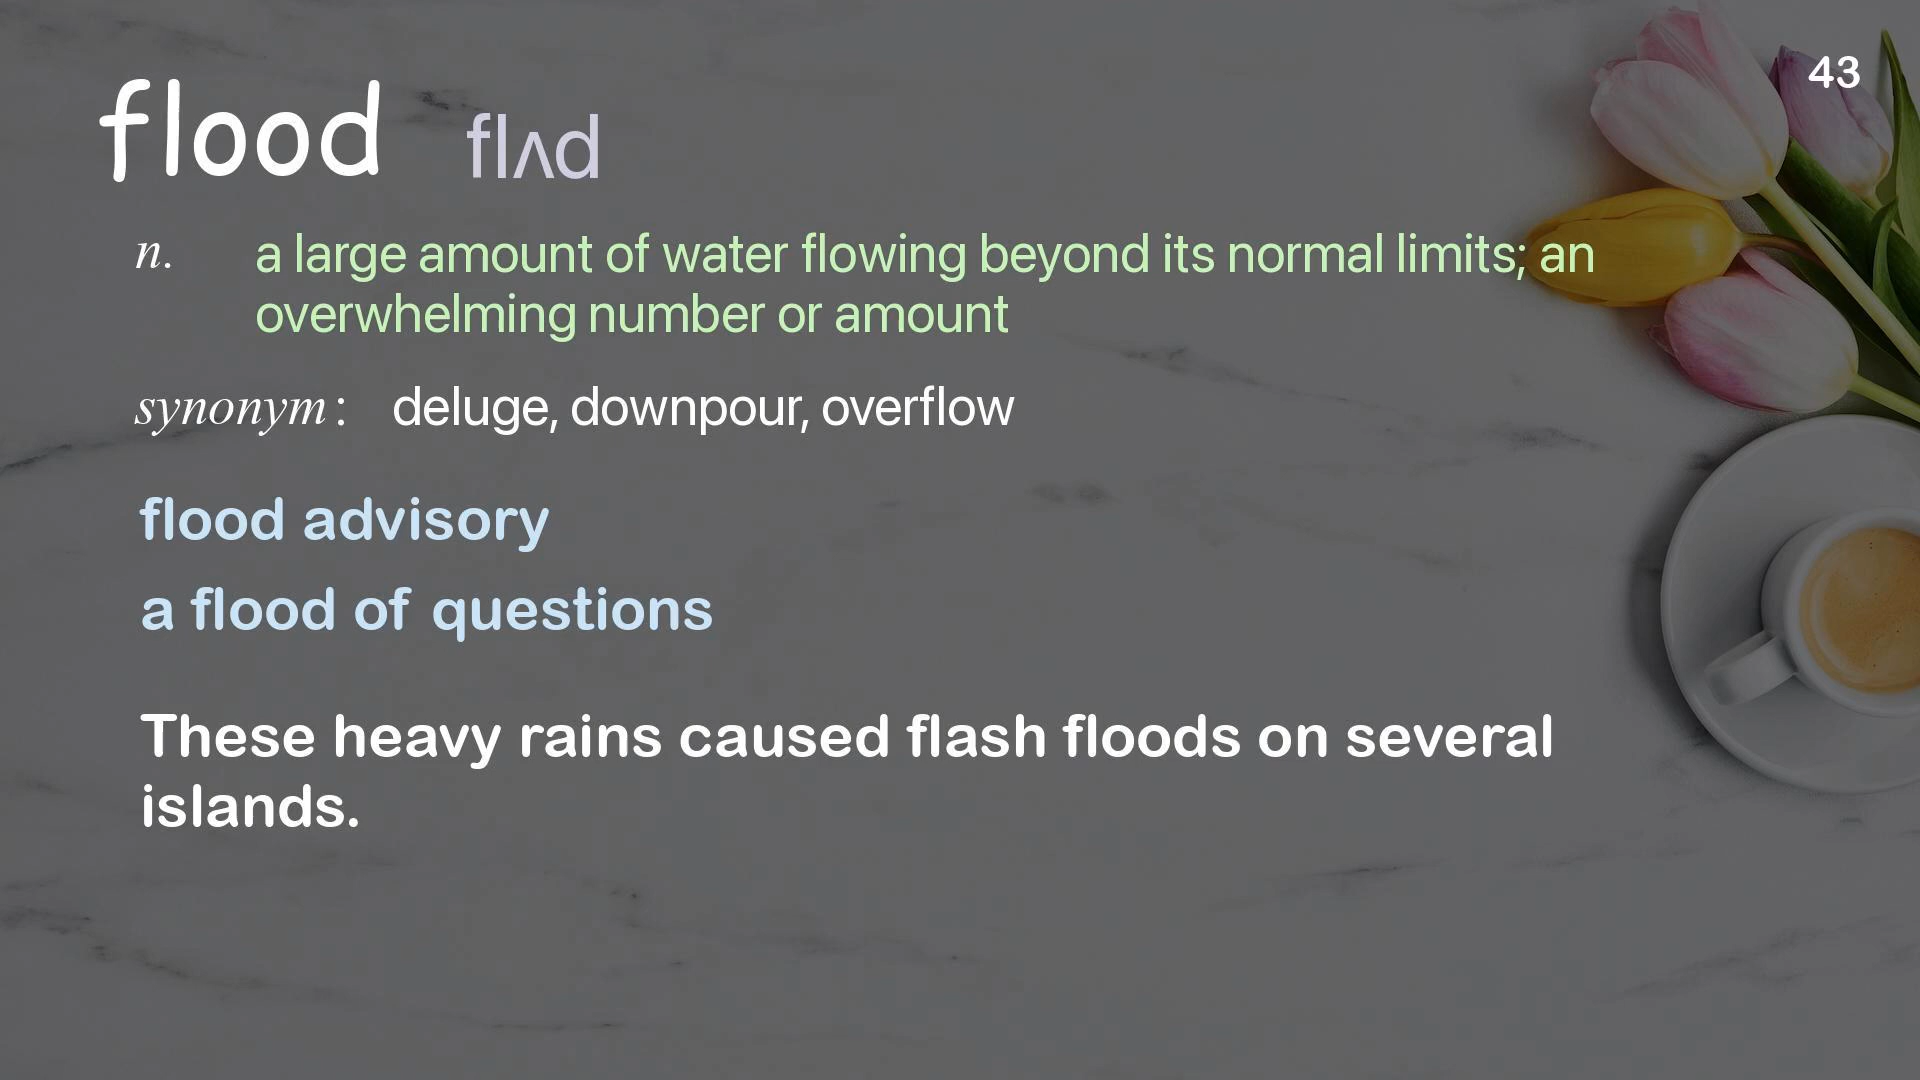 43
flood flʌd
n. a large amount of water flowing beyond its normal limits; an
overwhelming number or amount
synonym: deluge, downpour, overflow
flood advisory
a flood of questions
These heavy rains caused flash floods on several
islands.